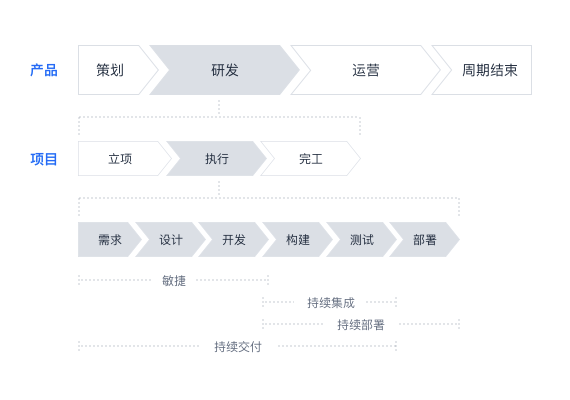 产品 策划 研发 运营 周期结束
项目 立项 执行 完工
需求 设计 开发 构建 测试 部署
敏捷
持续集成
持续部署
持续交付